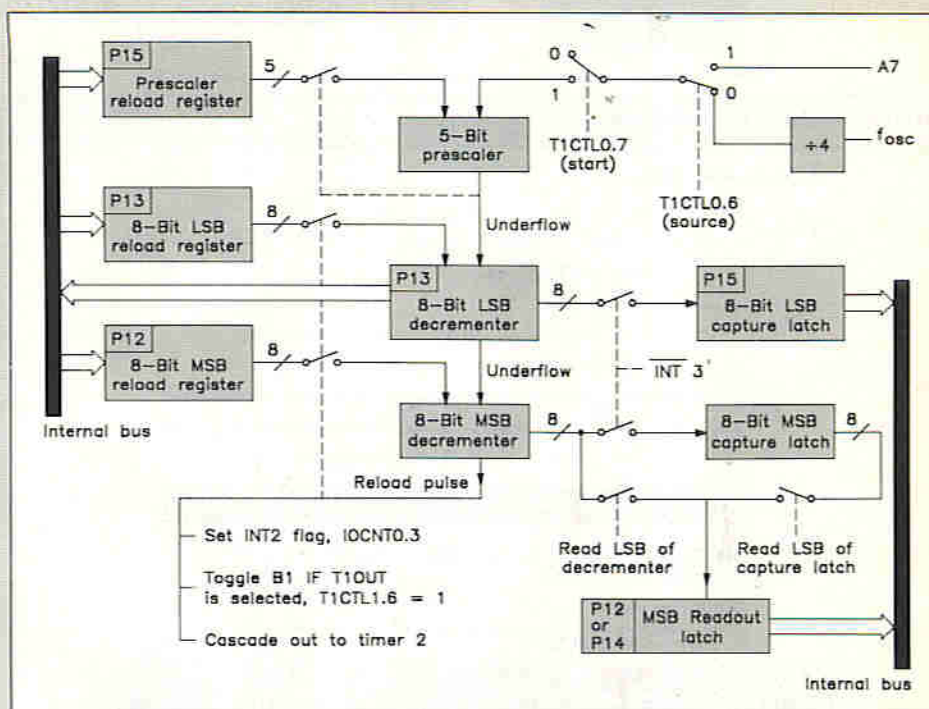 P15
Prescaler
reload register
5
0
1
T1CTL0.7
(start)
1
0
A7
÷4
fosc
T1CTL0.6
(source)
5-Bit
prescaler
Underflow
P13
8-Bit LSB
reload register
8
P13
8-Bit LSB
decrementer
8
P15
8-Bit LSB
capture latch
P12
8-Bit MSB
reload register
8
Underflow
INT 3
Internal bus
8-Bit MSB
decrementer
8
8-Bit MSB
capture latch
8
Reload pulse
Set INT2 flag, IOCNT0.3
Toggle B1 IF T1OUT
is selected, T1CTL1.6 = 1
Cascade out to timer 2
Read LSB of
decrementer
Read LSB of
capture latch
P12
or
P14
MSB Readout
latch
Internal bus